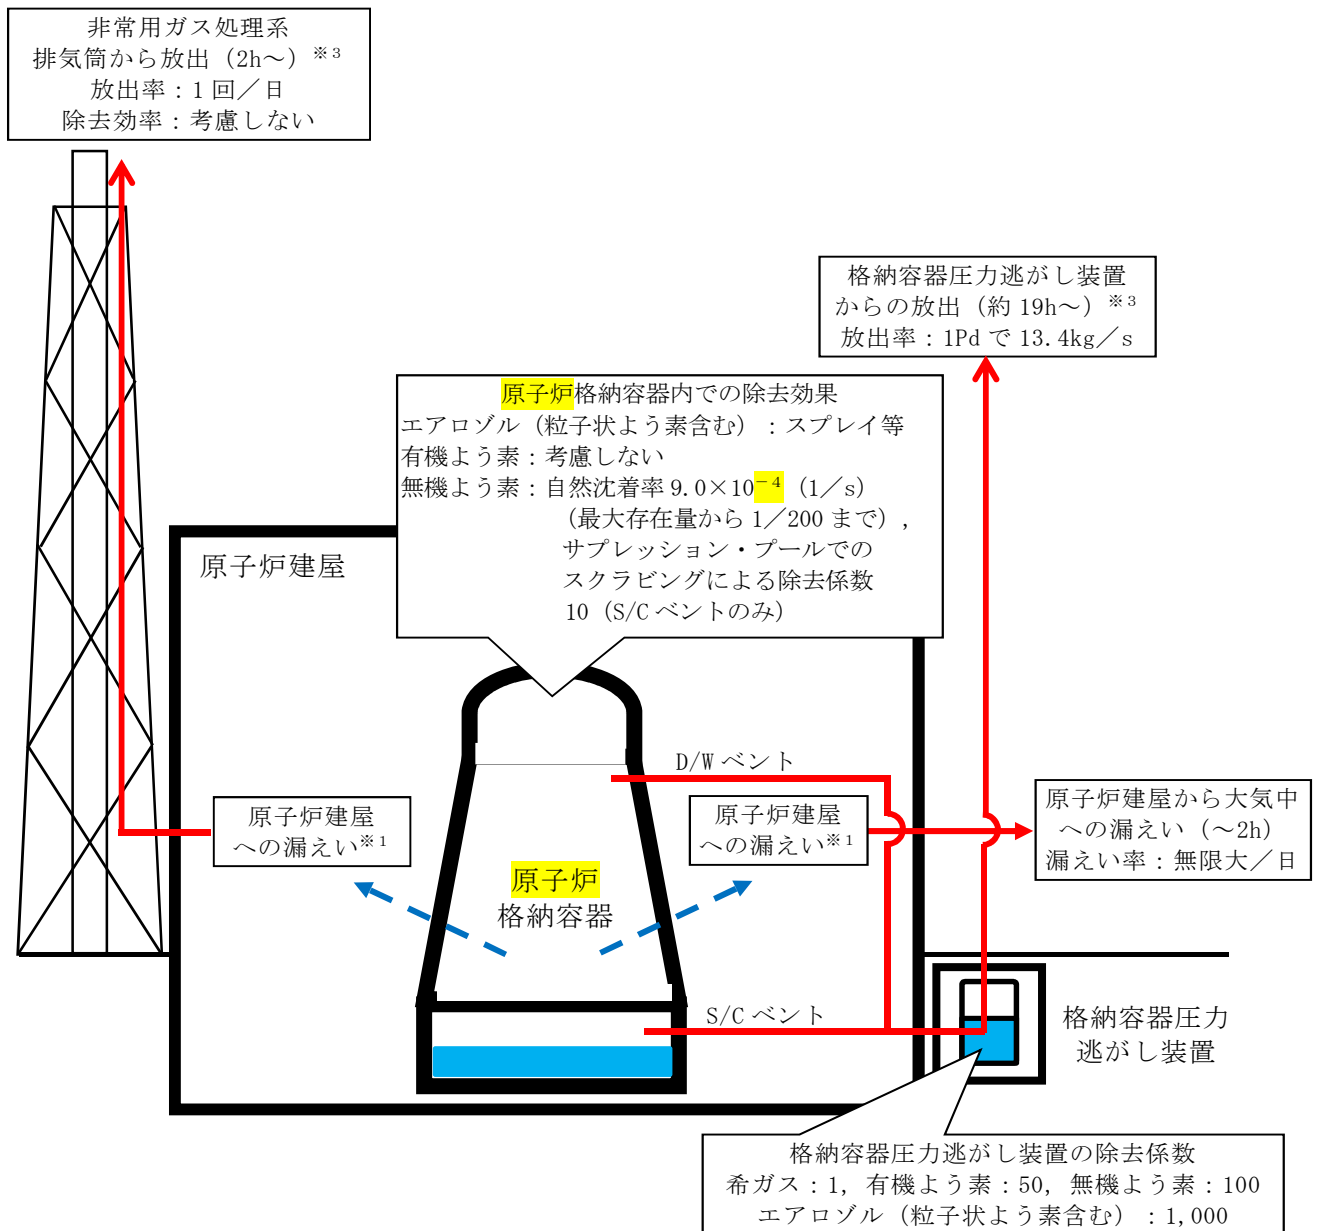 非常用ガス処理系
排気筒から放出（2h～）※3
放出率：1回／日
除去効率：考慮しない
格納容器圧力逃がし装置
からの放出（約19h～）※3
放出率：1Pdで13.4kg／s
原子炉格納容器内での除去効果
エアロゾル（粒子状よう素含む）：スプレイ等
有機よう素：考慮しない
無機よう素：自然沈着率9.0×10－4（1／s）
（最大存在量から1／200まで），
サプレッション・プールでの
スクラビングによる除去係数
10（S/Cベントのみ）
原子炉建屋
D/Wベント
原子炉建屋
への漏えい※1
原子炉建屋
への漏えい※1
原子炉建屋から大気中
への漏えい（～2h）
漏えい率：無限大／日
原子炉
格納容器
S/Cベント
格納容器圧力
逃がし装置
格納容器圧力逃がし装置の除去係数
希ガス：1，有機よう素：50，無機よう素：100
エアロゾル（粒子状よう素含む）：1,000